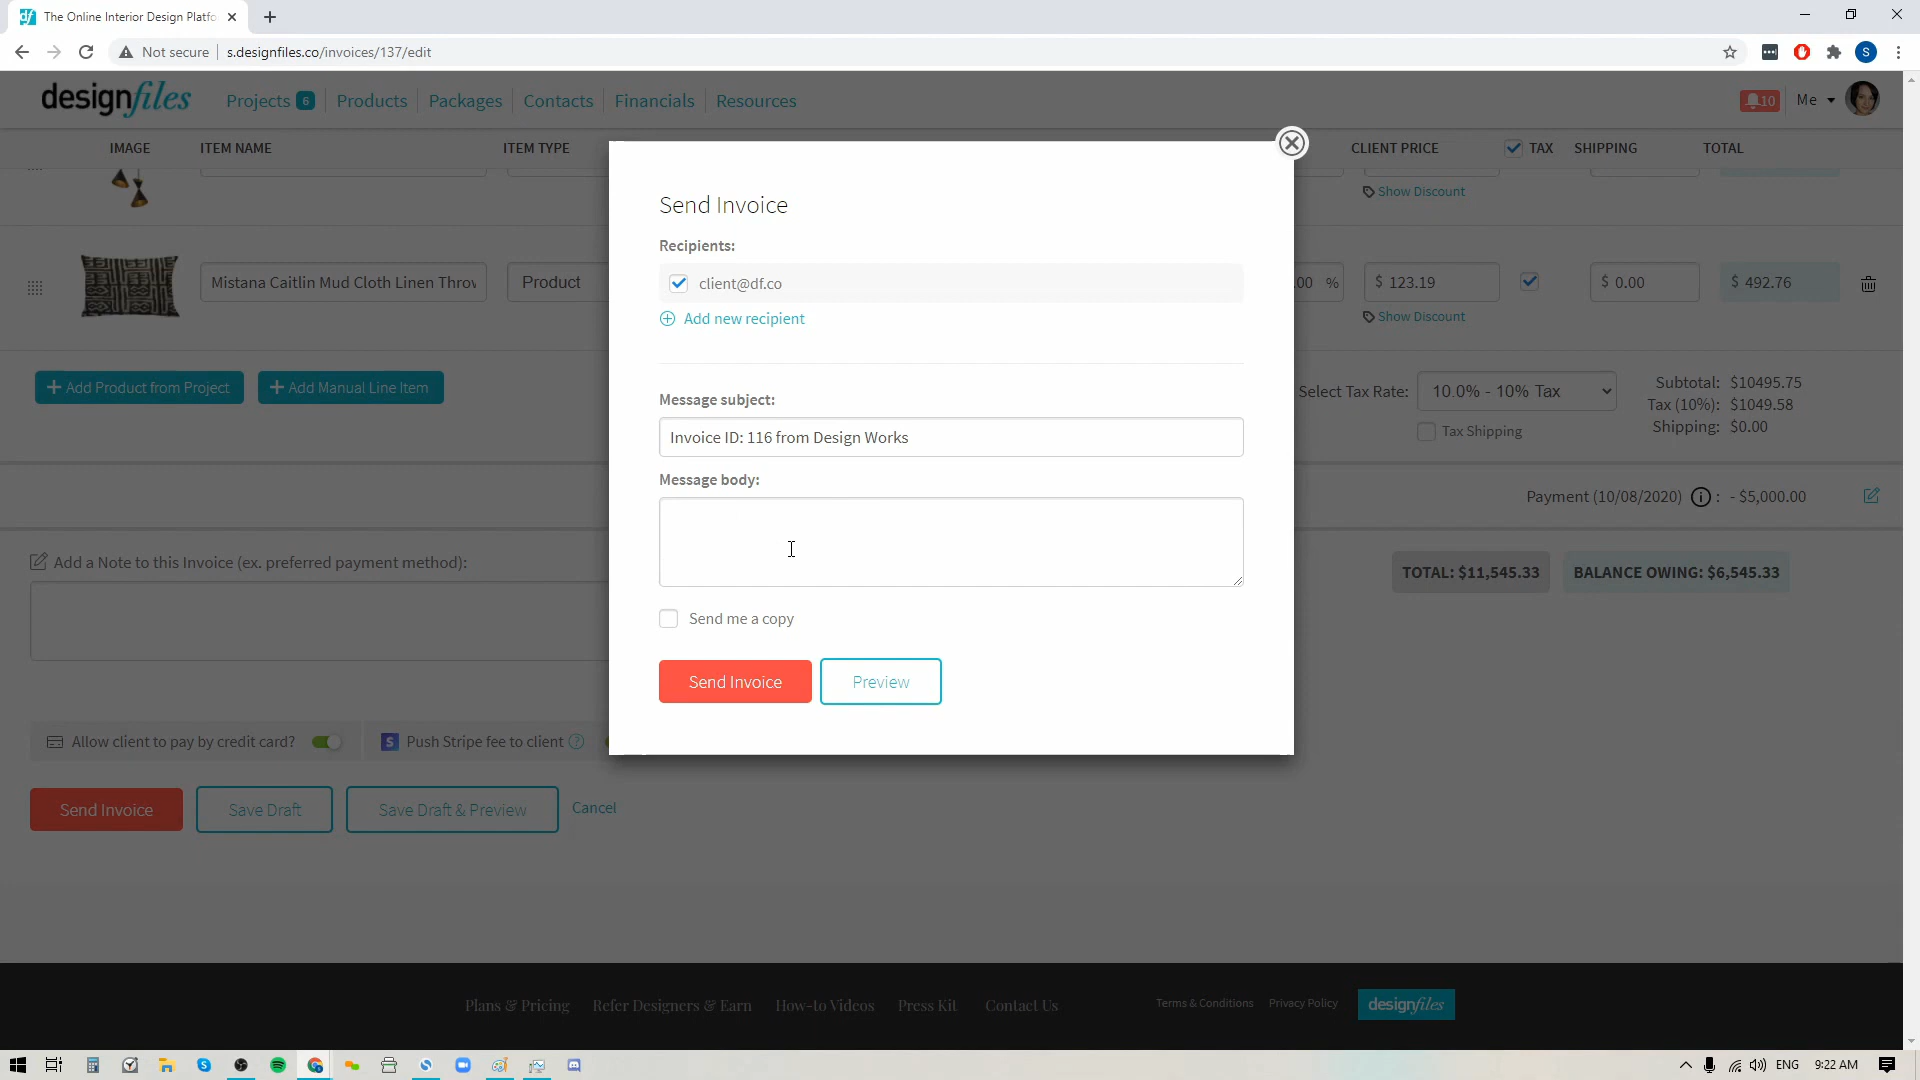 The Online Interior Design Platfo
Not secure
s.designfiles.co/invoices/137/edit
S
designfiles
Projects 6
Products
Packages
Contacts
Financials
Resources
10
Me
IMAGE
ITEM NAME
ITEM TYPE
CLIENT PRICE
TAX
SHIPPING
TOTAL
Show Discount
Mistana Caitlin Mud Cloth Linen Throv
Product
.00 %
$ 123.19
$ 0.00
$ 492.76
Show Discount
Add Product from Project
Add Manual Line Item
Select Tax Rate:
10.0% - 10% Tax
Tax Shipping
Subtotal: $10495.75
Tax (10%): $1049.58
Shipping: $0.00
Payment (10/08/2020) i : - $5,000.00
Add a Note to this Invoice (ex. preferred payment method):
TOTAL: $11,545.33
BALANCE OWING: $6,545.33
Send Invoice
Recipients:
client@df.co
Add new recipient
Message subject:
Invoice ID: 116 from Design Works
Message body:
Send me a copy
Send Invoice
Preview
Allow client to pay by credit card?
S Push Stripe fee to client ?
Send Invoice
Save Draft
Save Draft & Preview
Cancel
Plans & Pricing
Refer Designers & Earn
How-to Videos
Press Kit
Contact Us
Terms & Conditions
Privacy Policy
designfiles
ENG
9:22 AM